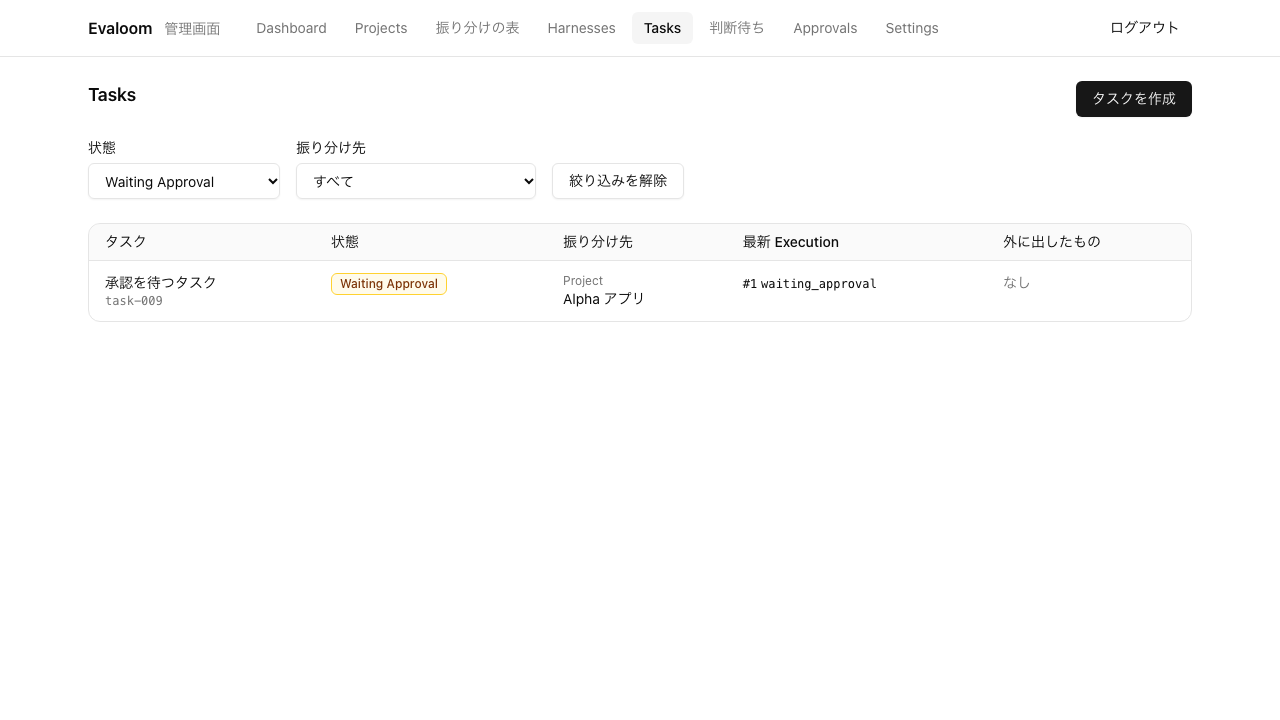 Evaloom 管理画面 Dashboard Projects 振り分けの表 Harnesses Tasks 判断待ち Approvals Settings ログアウト
Tasks タスクを作成
状態 振り分け先
Waiting Approval すべて 絞り込みを解除
タスク 状態 振り分け先 最新 Execution 外に出したもの
承認を待つタスク Waiting Approval Project #1 waiting_approval なし
task-009 Alpha アプリ